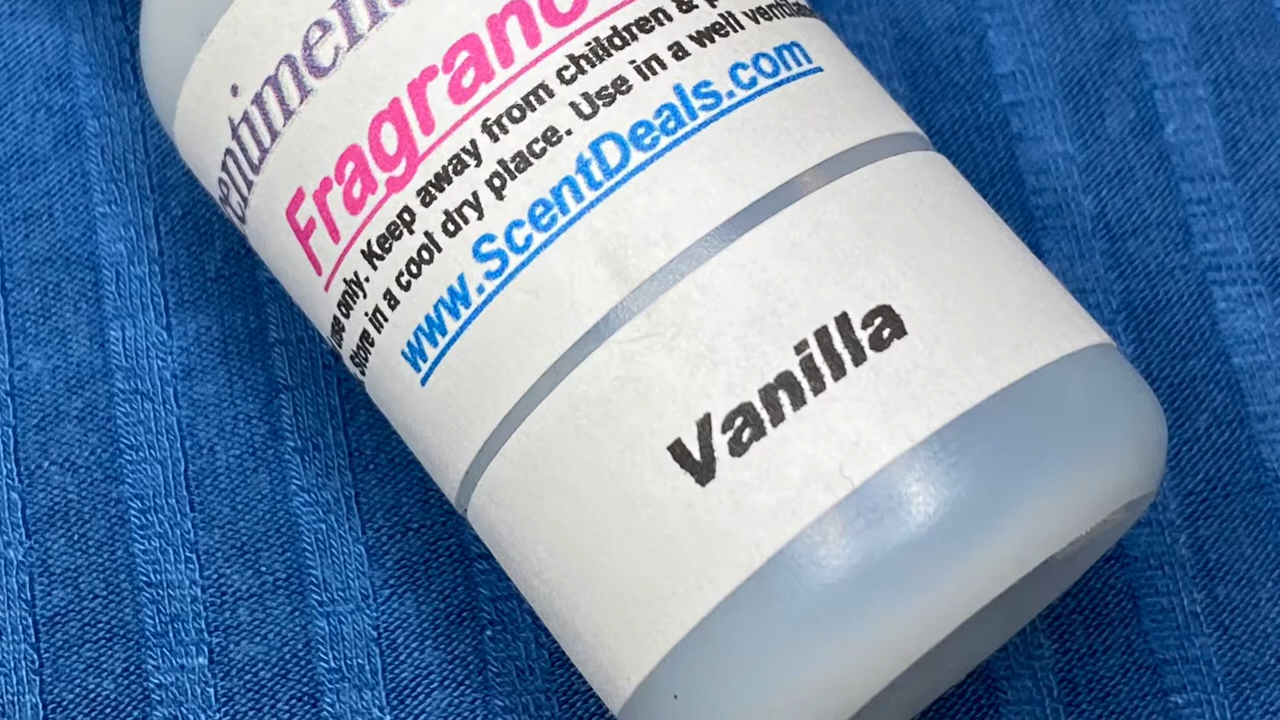 Fragranc
use only. Keep away from children &
Store in a cool dry place. Use in a well
www.ScentDeals.com
Vanilla